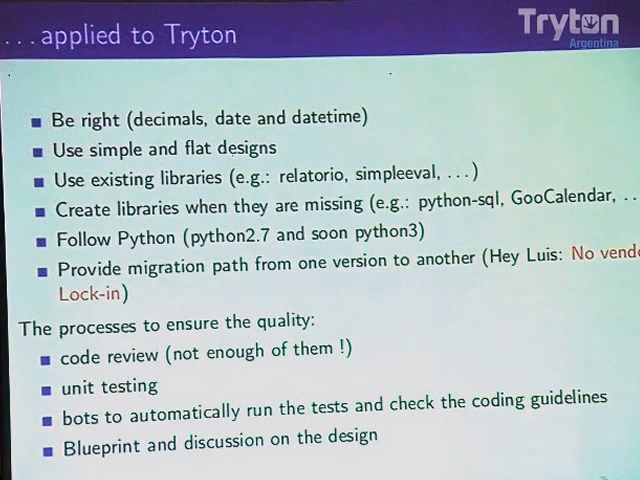 ...applied to Tryton
Tryton
Argentina
Be right (decimals, date and datetime)
Use simple and flat designs
Use existing libraries (e.g.: relatorio, simpleeval, ...)
Create libraries when they are missing (e.g.: python-sql, GooCalendar, ..
Follow Python (python2.7 and soon python3)
Provide migration path from one version to another (Hey Luis: No
Lock-in)
The processes to ensure the quality:
code review (not enough of them !)
unit testing
bots to automatically run the tests and check the coding guidelines
Blueprint and discussion on the design